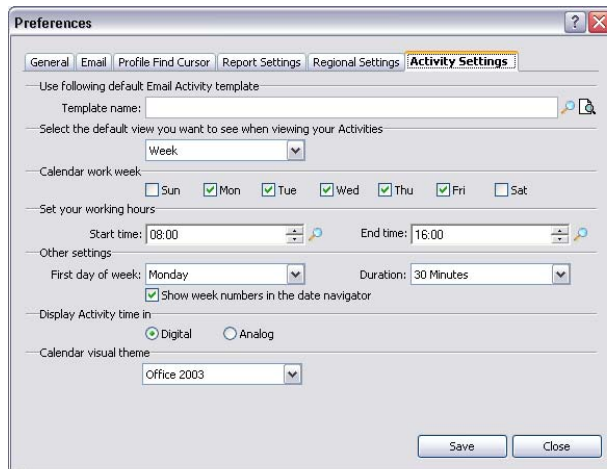 Preferences
General Email Profile Find Cursor Report Settings Regional Settings Activity Settings
Use following default Email Activity template
Template name:
Select the default view you want to see when viewing your Activities
Week
Calendar work week
Sun Mon Tue Wed Thu Fri Sat
Set your working hours
Start time: 08:00 End time: 16:00
Other settings
First day of week: Monday Duration: 30 Minutes
Show week numbers in the date navigator
Display Activity time in
Digital Analog
Calendar visual theme
Office 2003
Save Close